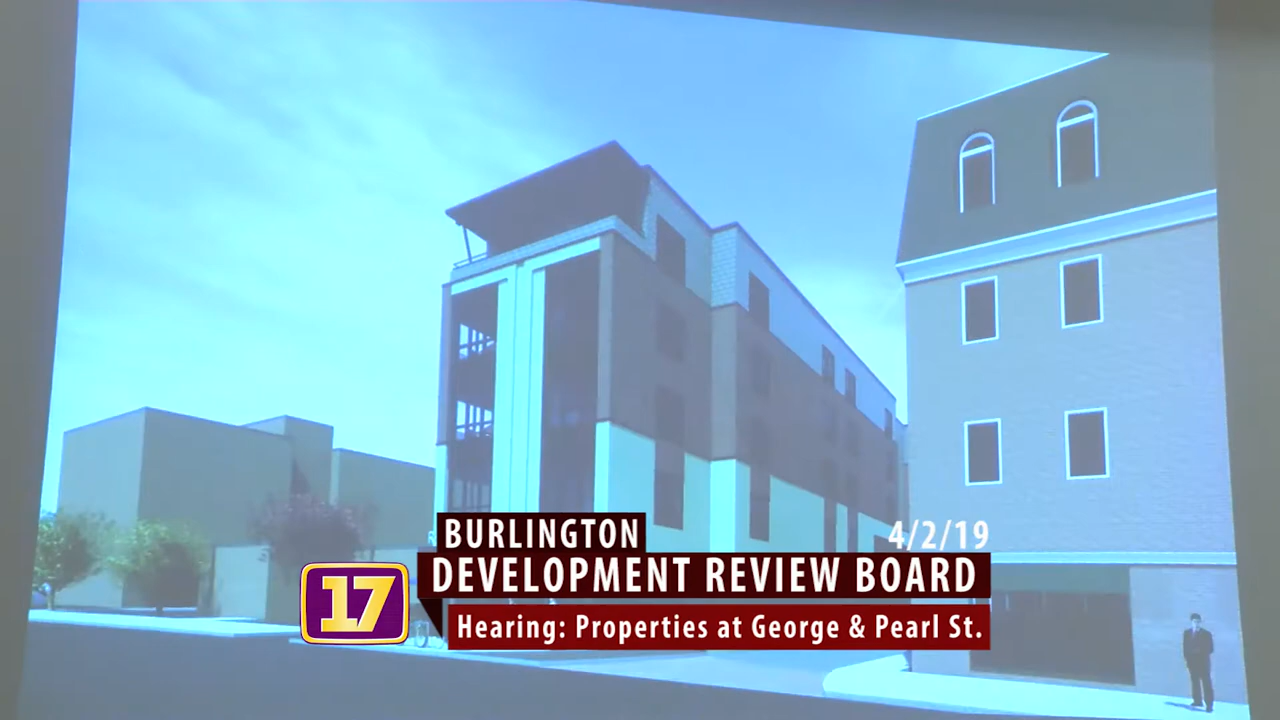 BURLINGTON
4/2/19
DEVELOPMENT REVIEW BOARD
17
Hearing: Properties at George & Pearl St.